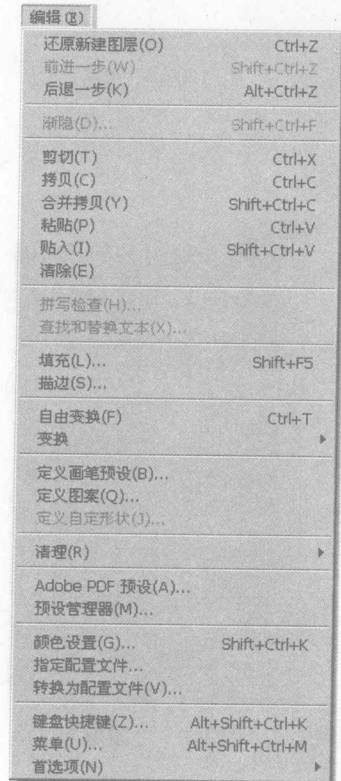 编辑(E)
还原新建图层(O) Ctrl+Z
前进一步(W) Shift+Ctrl+Z
后退一步(K) Alt+Ctrl+Z
渐隐(D)... Shift+Ctrl+F
剪切(T) Ctrl+X
拷贝(C) Ctrl+C
合并拷贝(Y) Shift+Ctrl+C
粘贴(P) Ctrl+V
贴入(I) Shift+Ctrl+V
清除(E)
拼写检查(H)...
查找和替换文本(X)...
填充(L)... Shift+F5
描边(S)...
自由变换(F) Ctrl+T
变换
定义画笔预设(B)...
定义图案(Q)...
定义自定形状(J)...
清理(R)
Adobe PDF 预设(A)...
预设管理器(M)...
颜色设置(G)... Shift+Ctrl+K
指定配置文件...
转换为配置文件(V)...
键盘快捷键(Z)... Alt+Shift+Ctrl+K
菜单(U)... Alt+Shift+Ctrl+M
首选项(N)